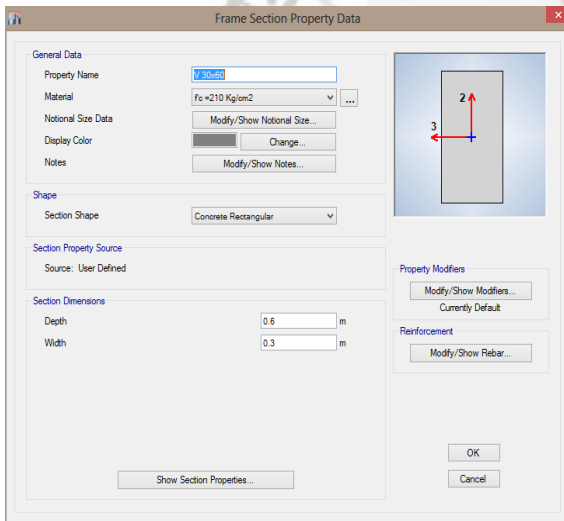 Frame Section Property Data
x
General Data
Property Name V 30x60
Material f'c =210 Kg/cm2 ...
Notional Size Data Modify/Show Notional Size...
Display Color Change...
Notes Modify/Show Notes...
2
3
Shape
Section Shape Concrete Rectangular
Section Property Source
Source: User Defined
Property Modifiers
Modify/Show Modifiers...
Currently Default
Section Dimensions
Depth 0.6 m
Width 0.3 m
Reinforcement
Modify/Show Rebar...
Show Section Properties...
OK
Cancel